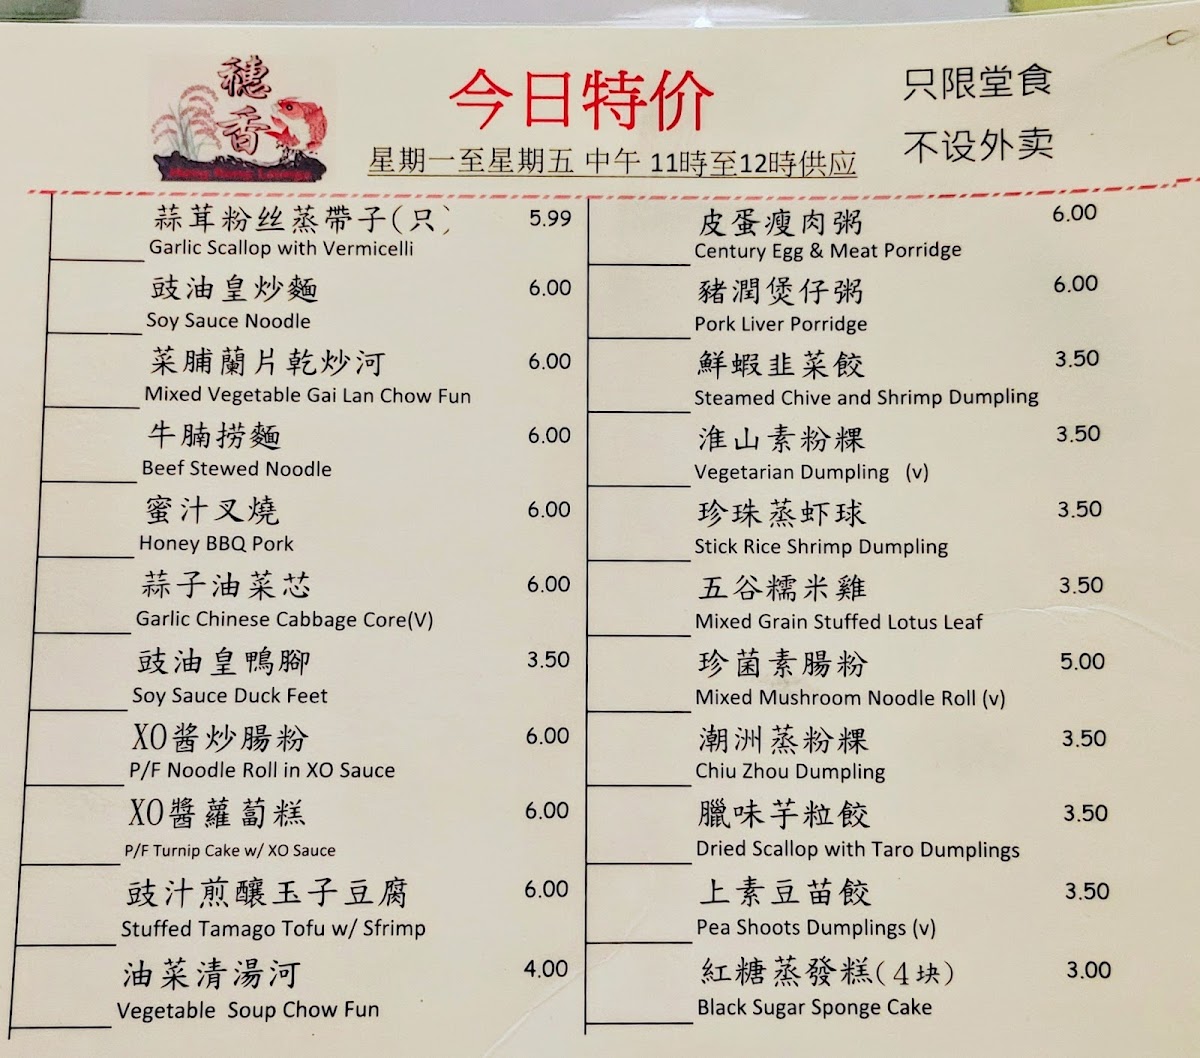 穗香
Hong Kong Lounge
今日特价
星期一至星期五 中午 11時至12時供应
只限堂食
不设外卖
蒜茸粉丝蒸帶子(只)
5.99
Garlic Scallop with Vermicelli
豉油皇炒麵
6.00
Soy Sauce Noodle
菜脯蘭片乾炒河
6.00
Mixed Vegetable Gai Lan Chow Fun
牛腩捞麵
6.00
Beef Stewed Noodle
蜜汁叉燒
6.00
Honey BBQ Pork
蒜子油菜芯
6.00
Garlic Chinese Cabbage Core(V)
豉油皇鴨腳
3.50
Soy Sauce Duck Feet
XO酱炒腸粉
6.00
P/F Noodle Roll in XO Sauce
XO醬蘿蔔糕
6.00
P/F Turnip Cake w/ XO Sauce
豉汁煎釀玉子豆腐
6.00
Stuffed Tamago Tofu w/ Sfrimp
油菜清湯河
4.00
Vegetable Soup Chow Fun
皮蛋瘦肉粥
6.00
Century Egg & Meat Porridge
豬潤煲仔粥
6.00
Pork Liver Porridge
鮮蝦韭菜餃
3.50
Steamed Chive and Shrimp Dumpling
淮山素粉粿
3.50
Vegetarian Dumpling (v)
珍珠蒸虾球
3.50
Stick Rice Shrimp Dumpling
五谷糯米雞
3.50
Mixed Grain Stuffed Lotus Leaf
珍菌素腸粉
5.00
Mixed Mushroom Noodle Roll (v)
潮洲蒸粉粿
3.50
Chiu Zhou Dumpling
臘味芋粒餃
3.50
Dried Scallop with Taro Dumplings
上素豆苗餃
3.50
Pea Shoots Dumplings (v)
紅糖蒸發糕(4块)
3.00
Black Sugar Sponge Cake